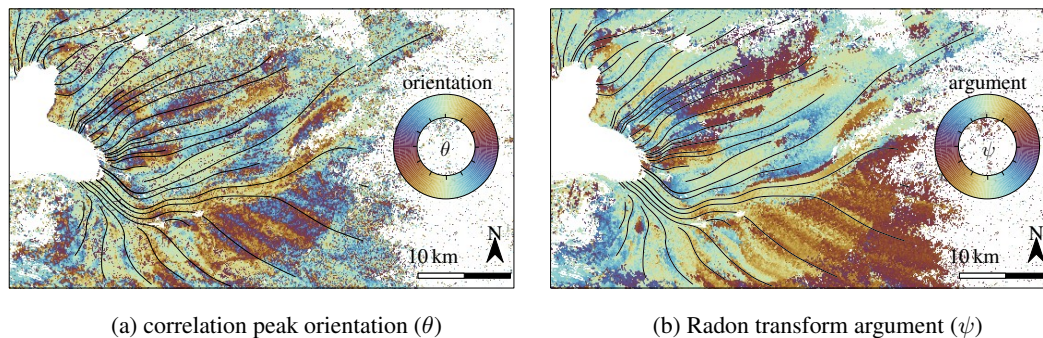 orientation
θ
N
10 km
argument
ψ
N
10 km
(a) correlation peak orientation (θ)
(b) Radon transform argument (ψ)